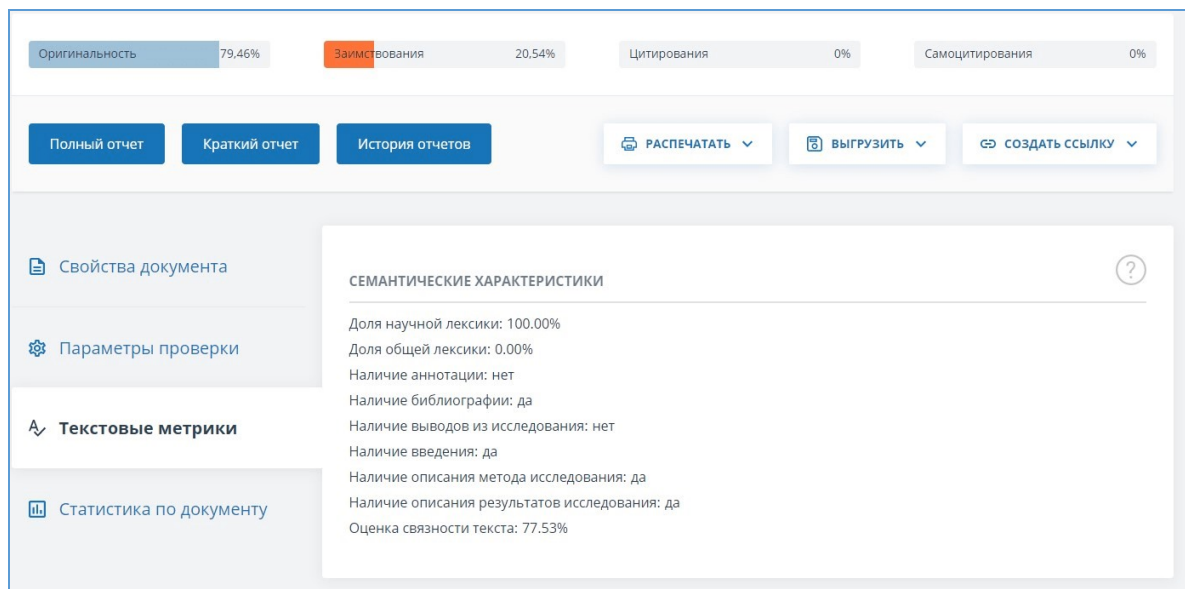 Оригинальность 79,46% Заимствования 20,54% Цитирования 0% Самоцитирования 0%
Полный отчет Краткий отчет История отчетов РАСПЕЧАТАТЬ ВЫГРУЗИТЬ СОЗДАТЬ ССЫЛКУ
Свойства документа
Параметры проверки
Текстовые метрики
Статистика по документу
СЕМАНТИЧЕСКИЕ ХАРАКТЕРИСТИКИ ?
Доля научной лексики: 100.00%
Доля общей лексики: 0.00%
Наличие аннотации: нет
Наличие библиографии: да
Наличие выводов из исследования: нет
Наличие введения: да
Наличие описания метода исследования: да
Наличие описания результатов исследования: да
Оценка связности текста: 77.53%